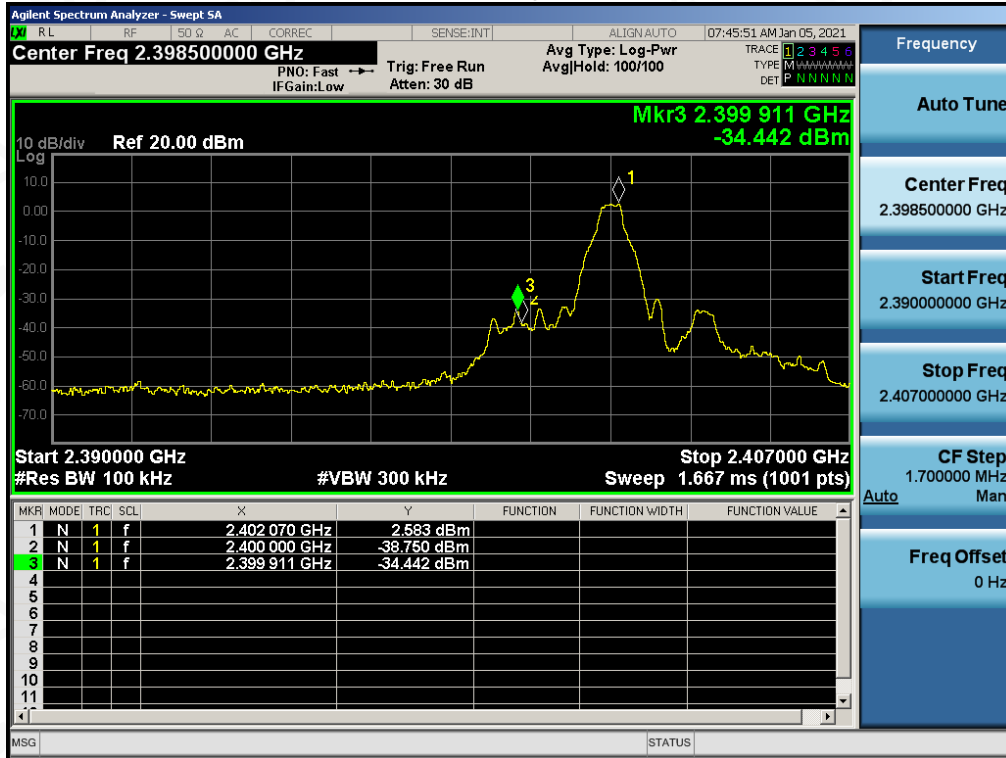 Agilent Spectrum Analyzer - Swept SA
LXI RL RF 50 Ω AC CORREC SENSE:INT ALIGN AUTO 07:45:51 AM Jan 05, 2021
Center Freq 2.398500000 GHz
PNO: Fast
IFGain:Low
Trig: Free Run
Atten: 30 dB
Avg Type: Log-Pwr
Avg|Hold: 100/100
TRACE 1 2 3 4 5 6
TYPE M
DET P N N N N N
Mkr3 2.399 911 GHz
-34.442 dBm
10 dB/div Ref 20.00 dBm
Log
10.0
0.00
-10.0
-20.0
-30.0
-40.0
-50.0
-60.0
-70.0
1
3
2
Start 2.390000 GHz Stop 2.407000 GHz
#Res BW 100 kHz #VBW 300 kHz Sweep 1.667 ms (1001 pts)
MKR MODE TRC SCL X Y FUNCTION FUNCTION WIDTH FUNCTION VALUE
1 N 1 f 2.402 070 GHz 2.583 dBm
2 N 1 f 2.400 000 GHz -38.750 dBm
3 N 1 f 2.399 911 GHz -34.442 dBm
4
5
6
7
8
9
10
11
MSG STATUS
Frequency
Auto Tune
Center Freq
2.398500000 GHz
Start Freq
2.390000000 GHz
Stop Freq
2.407000000 GHz
CF Step
1.700000 MHz
Auto Man
Freq Offset
0 Hz